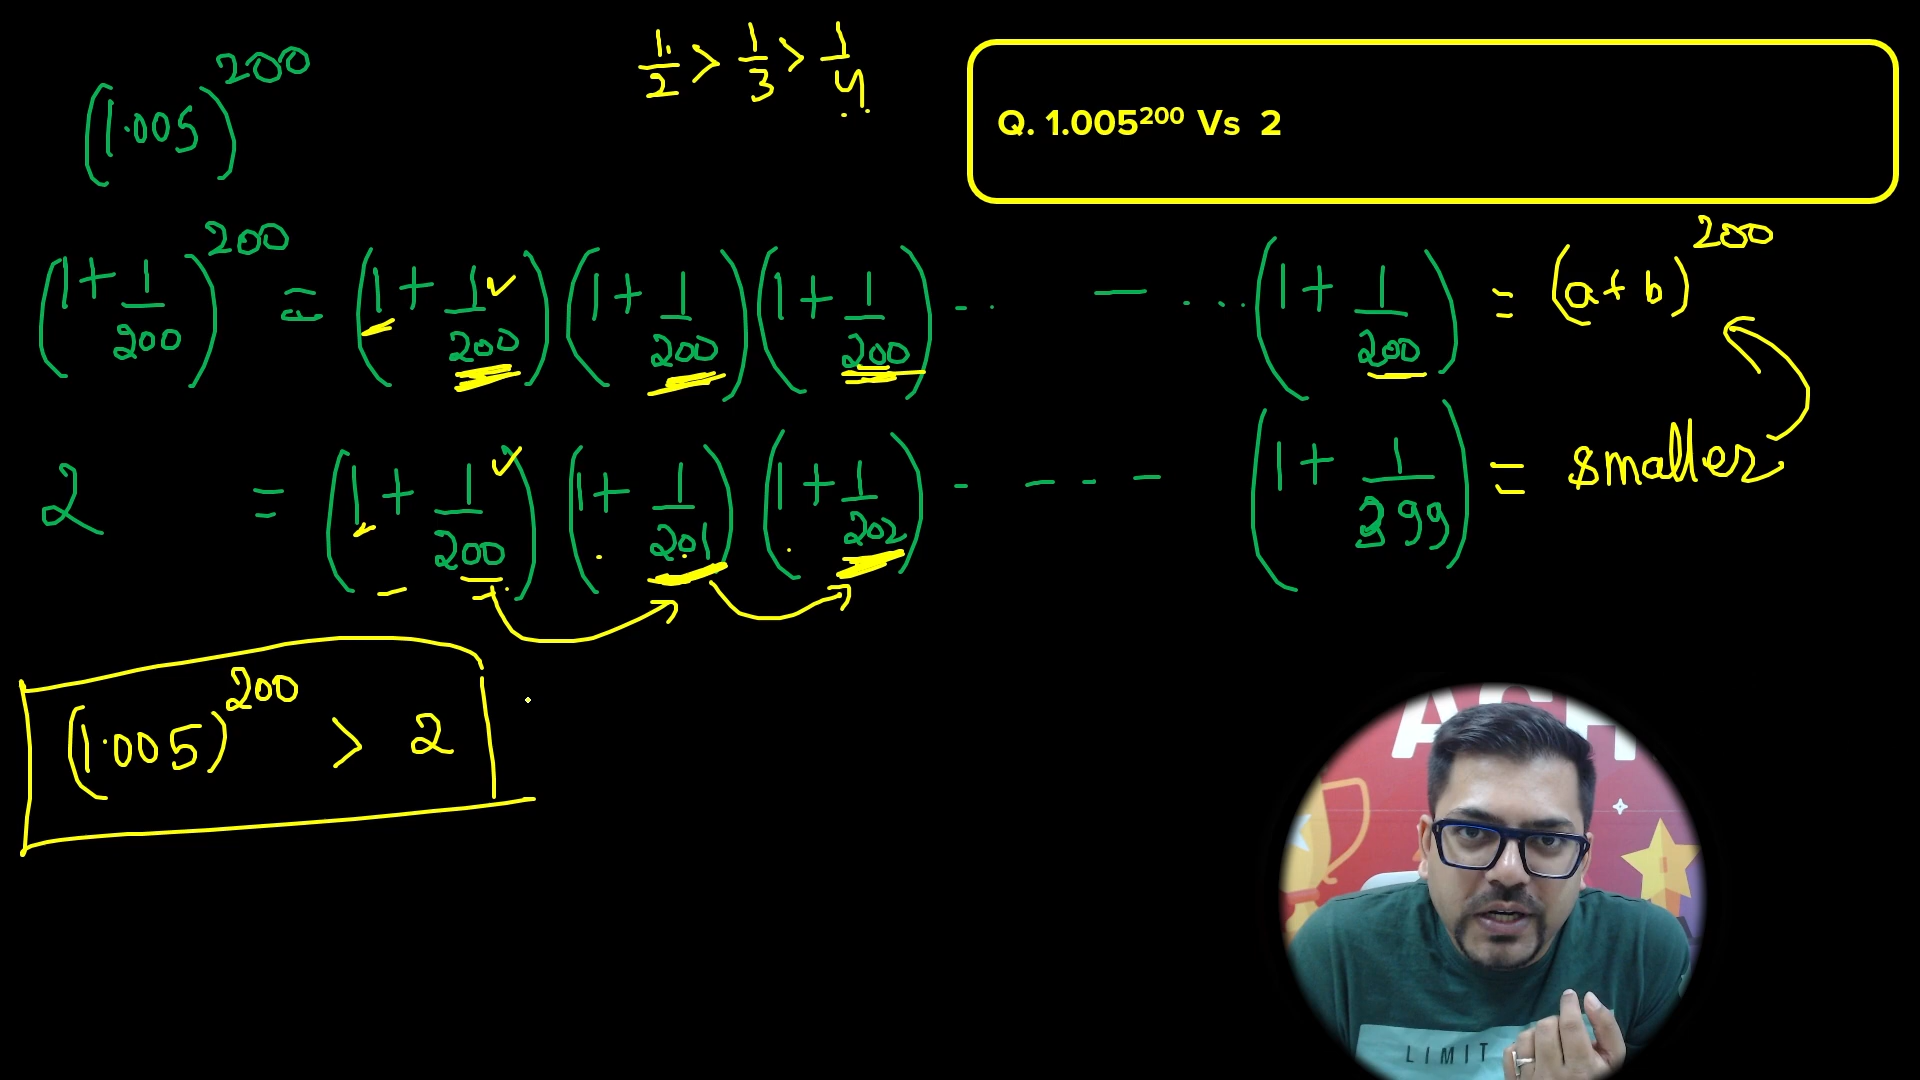 (1.005)²⁰⁰
1/2 > 1/3 > 1/4
Q. 1.005²⁰⁰ Vs 2
(1 + 1/200)²⁰⁰ = (1 + 1/200)(1 + 1/200)(1 + 1/200).. - ...(1 + 1/200) = (a+b)²⁰⁰
2 = (1 + 1/200)(1 + 1/201)(1 + 1/202)- - - - - (1 + 1/399) = smaller
(1.005)²⁰⁰ > 2
LIMIT